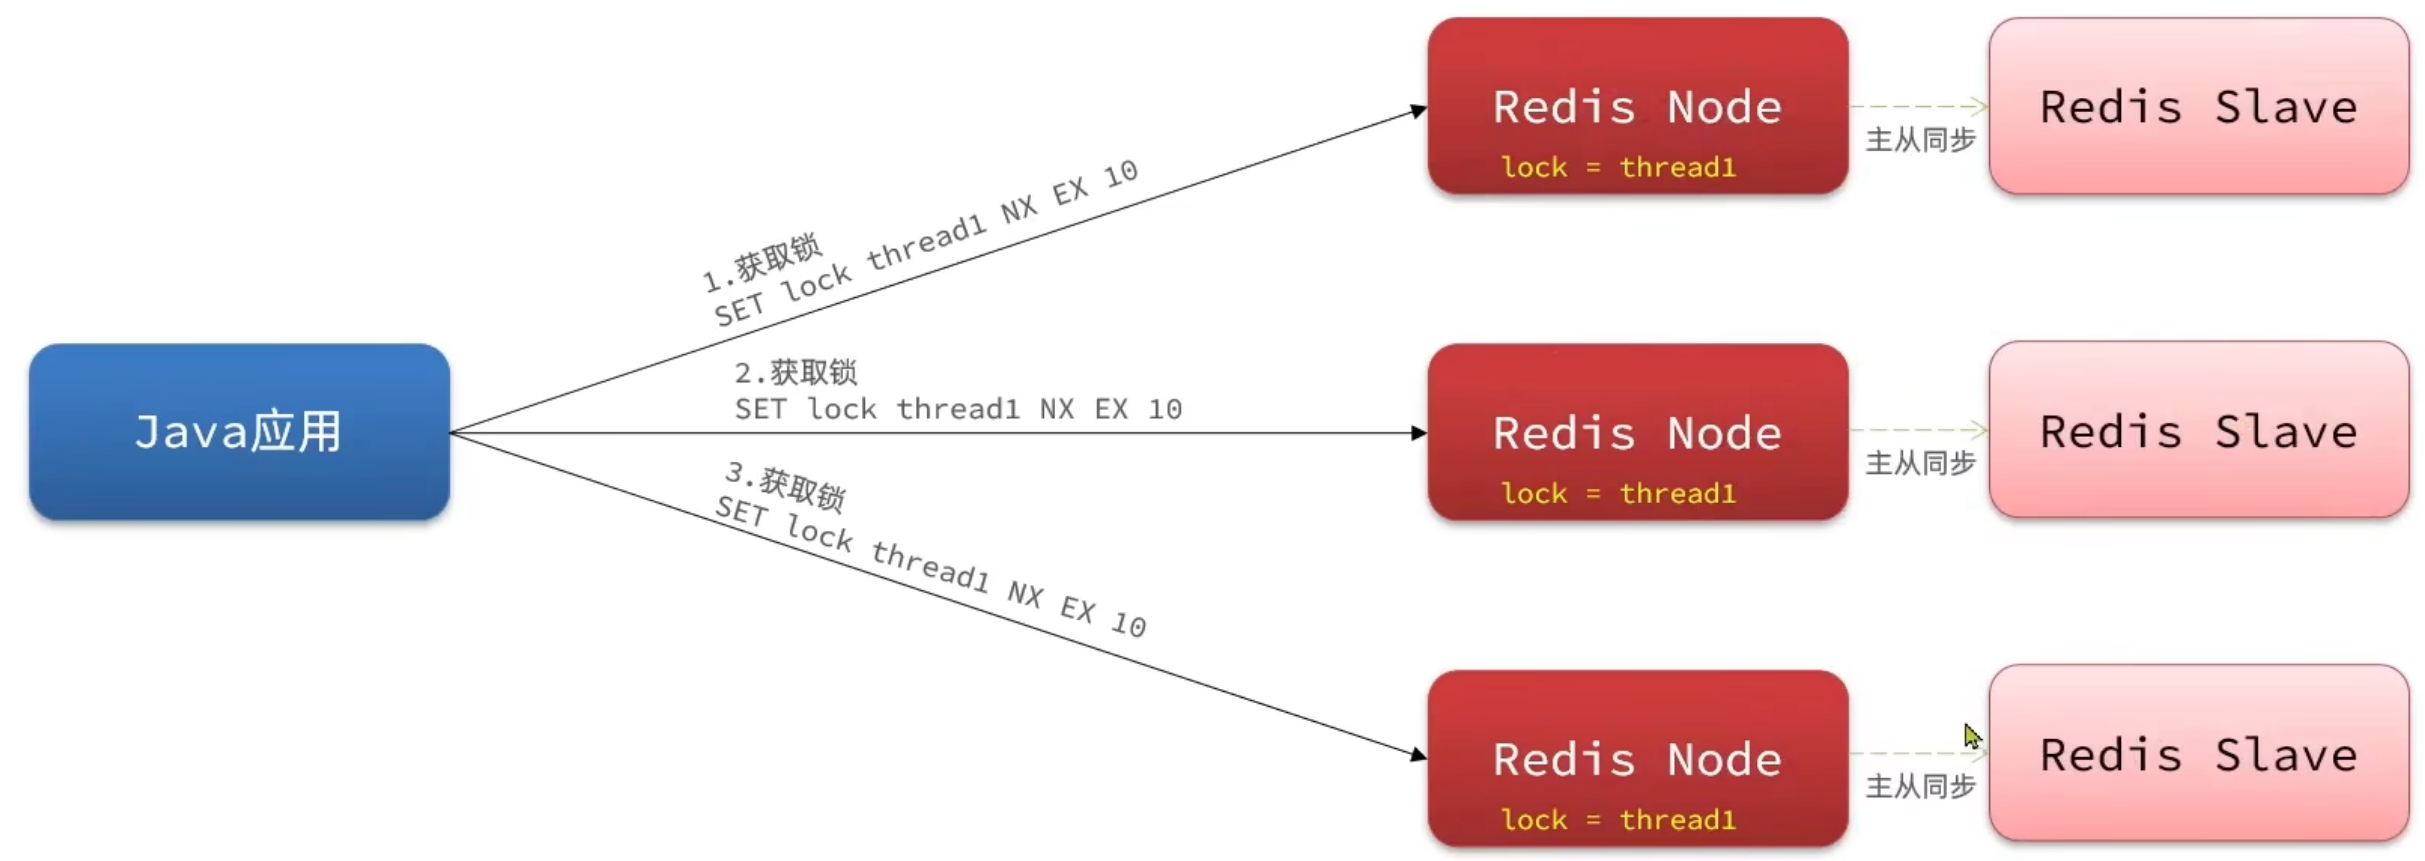 Java应用
1.获取锁
SET lock thread1 NX EX 10
2.获取锁
SET lock thread1 NX EX 10
3.获取锁
SET lock thread1 NX EX 10
Redis Node
lock = thread1
主从同步
Redis Slave
Redis Node
lock = thread1
主从同步
Redis Slave
Redis Node
lock = thread1
主从同步
Redis Slave